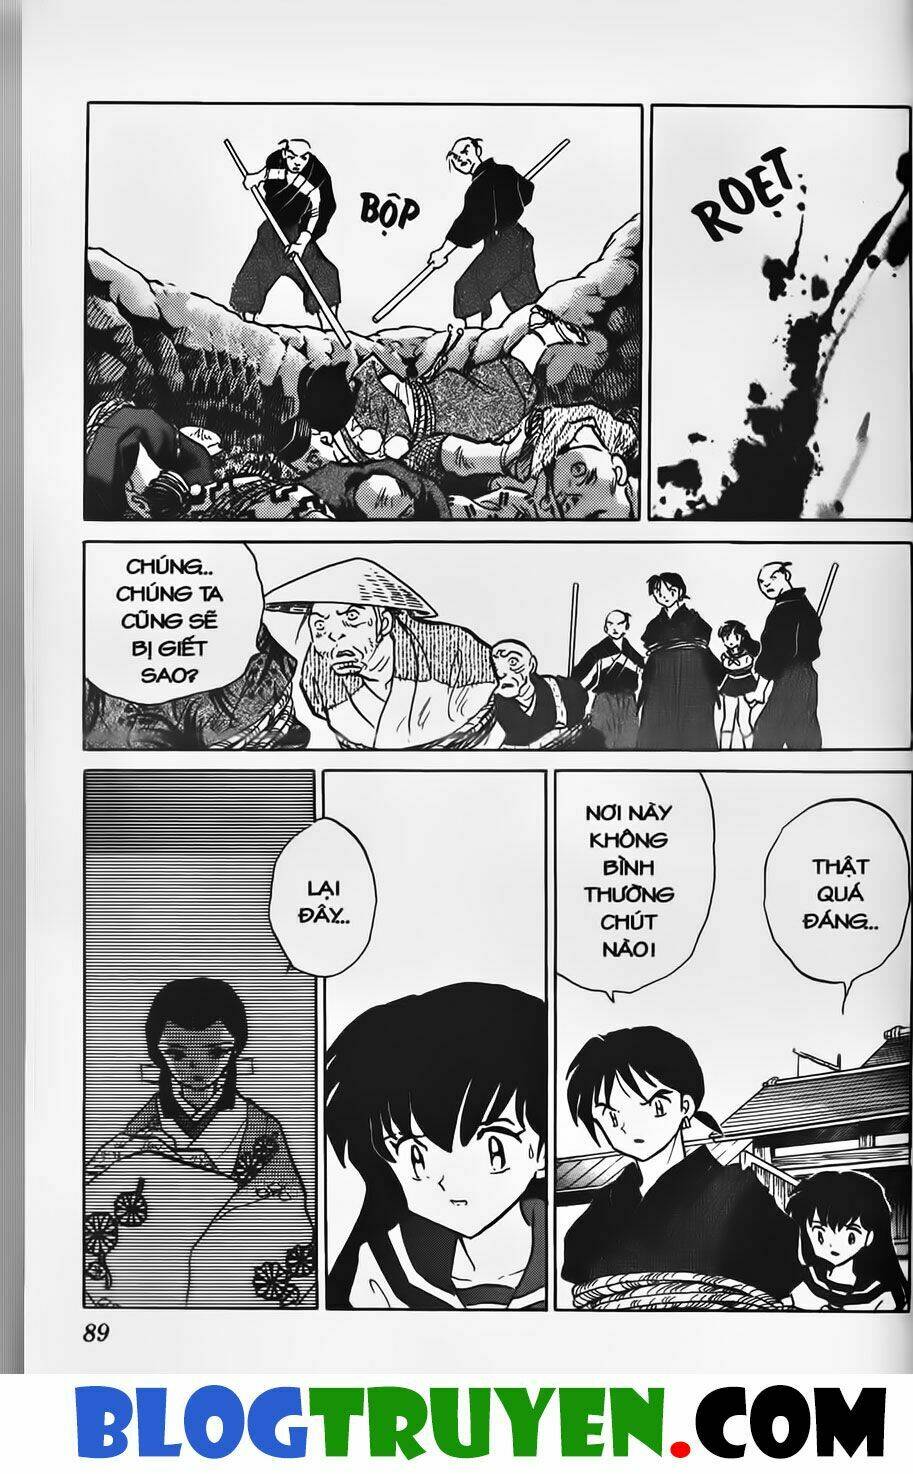 ROẸT
BỘP
CHÚNG..
CHÚNG TA
CŨNG SẼ
BỊ GIẾT
SAO?
THẬT
QUÁ
ĐÁNG...
NƠI NÀY
KHÔNG
BÌNH
THƯỜNG
CHÚT
NÀO!
LẠI
ĐÂY...
89
BLOGTRUYEN.COM